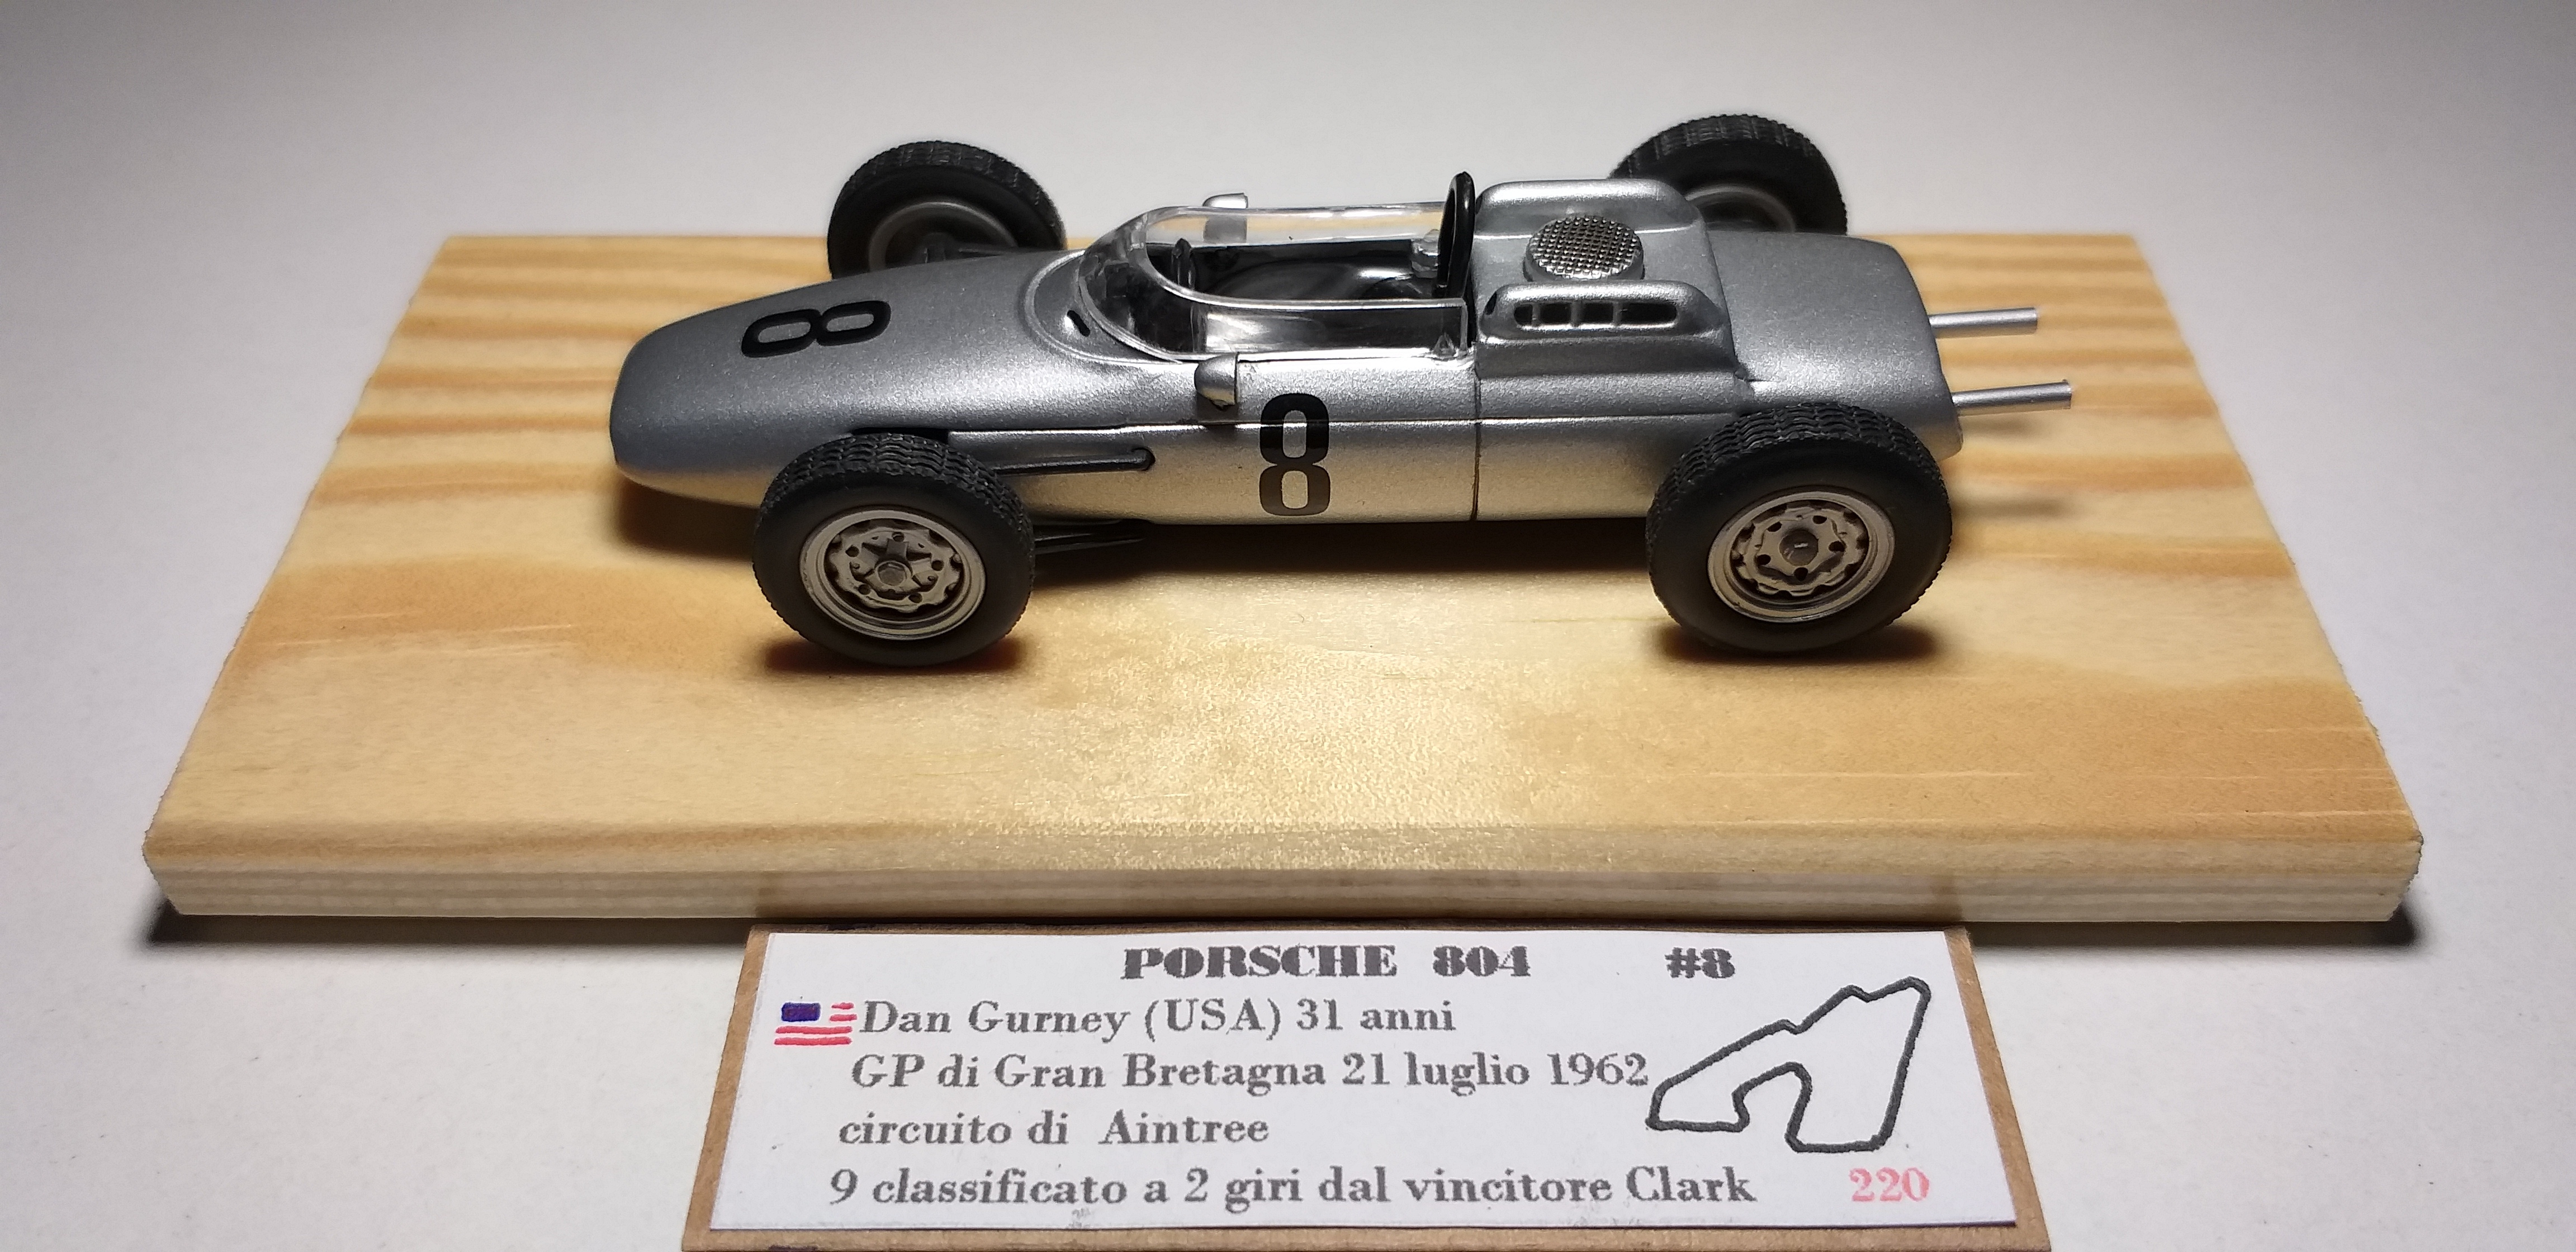 8
8
PORSCHE 804 #8
Dan Gurney (USA) 31 anni
GP di Gran Bretagna 21 luglio 1962
circuito di Aintree
9 classificato a 2 giri dal vincitore Clark 220